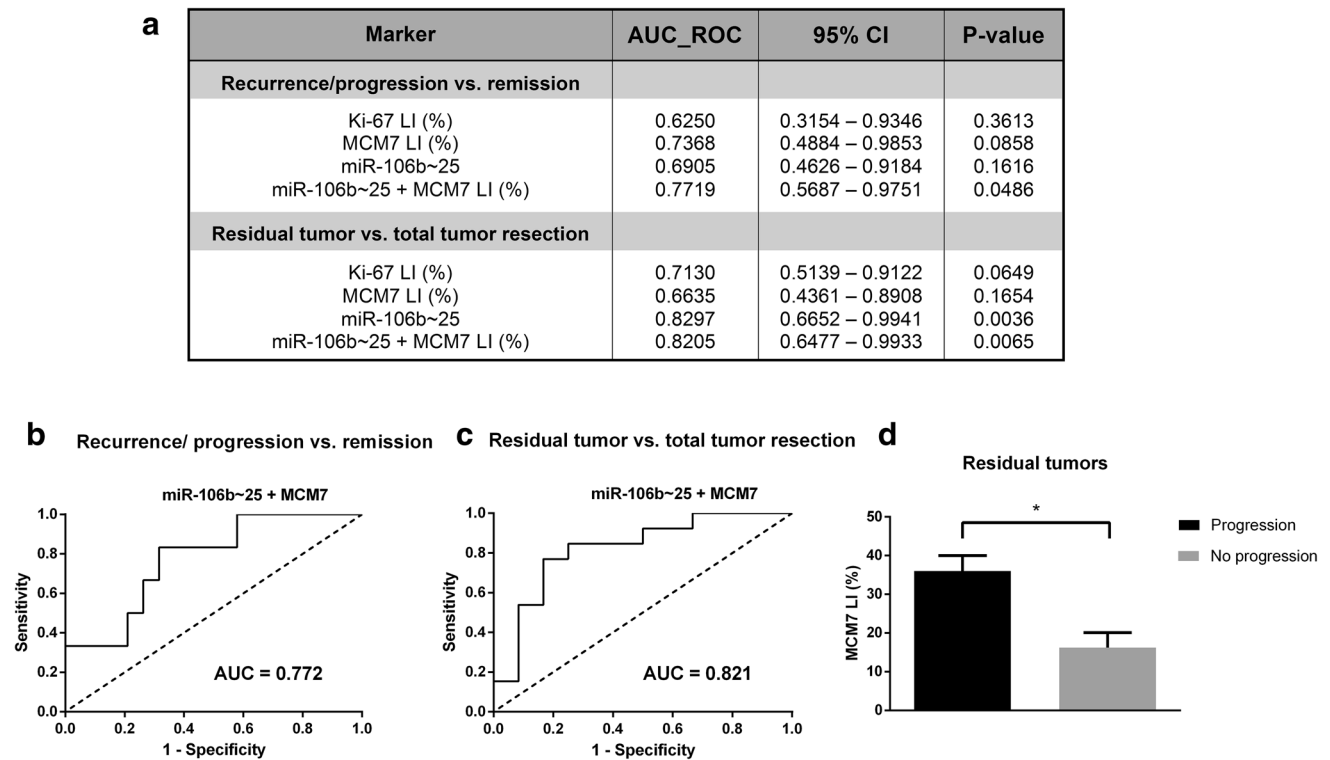 a
Marker AUC_ROC 95% CI P-value
Recurrence/progression vs. remission
Ki-67 LI (%) 0.6250 0.3154 – 0.9346 0.3613
MCM7 LI (%) 0.7368 0.4884 – 0.9853 0.0858
miR-106b~25 0.6905 0.4626 – 0.9184 0.1616
miR-106b~25 + MCM7 LI (%) 0.7719 0.5687 – 0.9751 0.0486
Residual tumor vs. total tumor resection
Ki-67 LI (%) 0.7130 0.5139 – 0.9122 0.0649
MCM7 LI (%) 0.6635 0.4361 – 0.8908 0.1654
miR-106b~25 0.8297 0.6652 – 0.9941 0.0036
miR-106b~25 + MCM7 LI (%) 0.8205 0.6477 – 0.9933 0.0065
b
Recurrence/ progression vs. remission
miR-106b~25 + MCM7
Sensitivity
1.0
0.8
0.6
0.4
0.2
0.0
AUC = 0.772
0.0 0.2 0.4 0.6 0.8 1.0
1 - Specificity
c
Residual tumor vs. total tumor resection
miR-106b~25 + MCM7
Sensitivity
1.0
0.8
0.6
0.4
0.2
0.0
AUC = 0.821
0.0 0.2 0.4 0.6 0.8 1.0
1 - Specificity
d
Residual tumors
MCM7 LI (%)
50
40
30
20
10
0
*
Progression
No progression